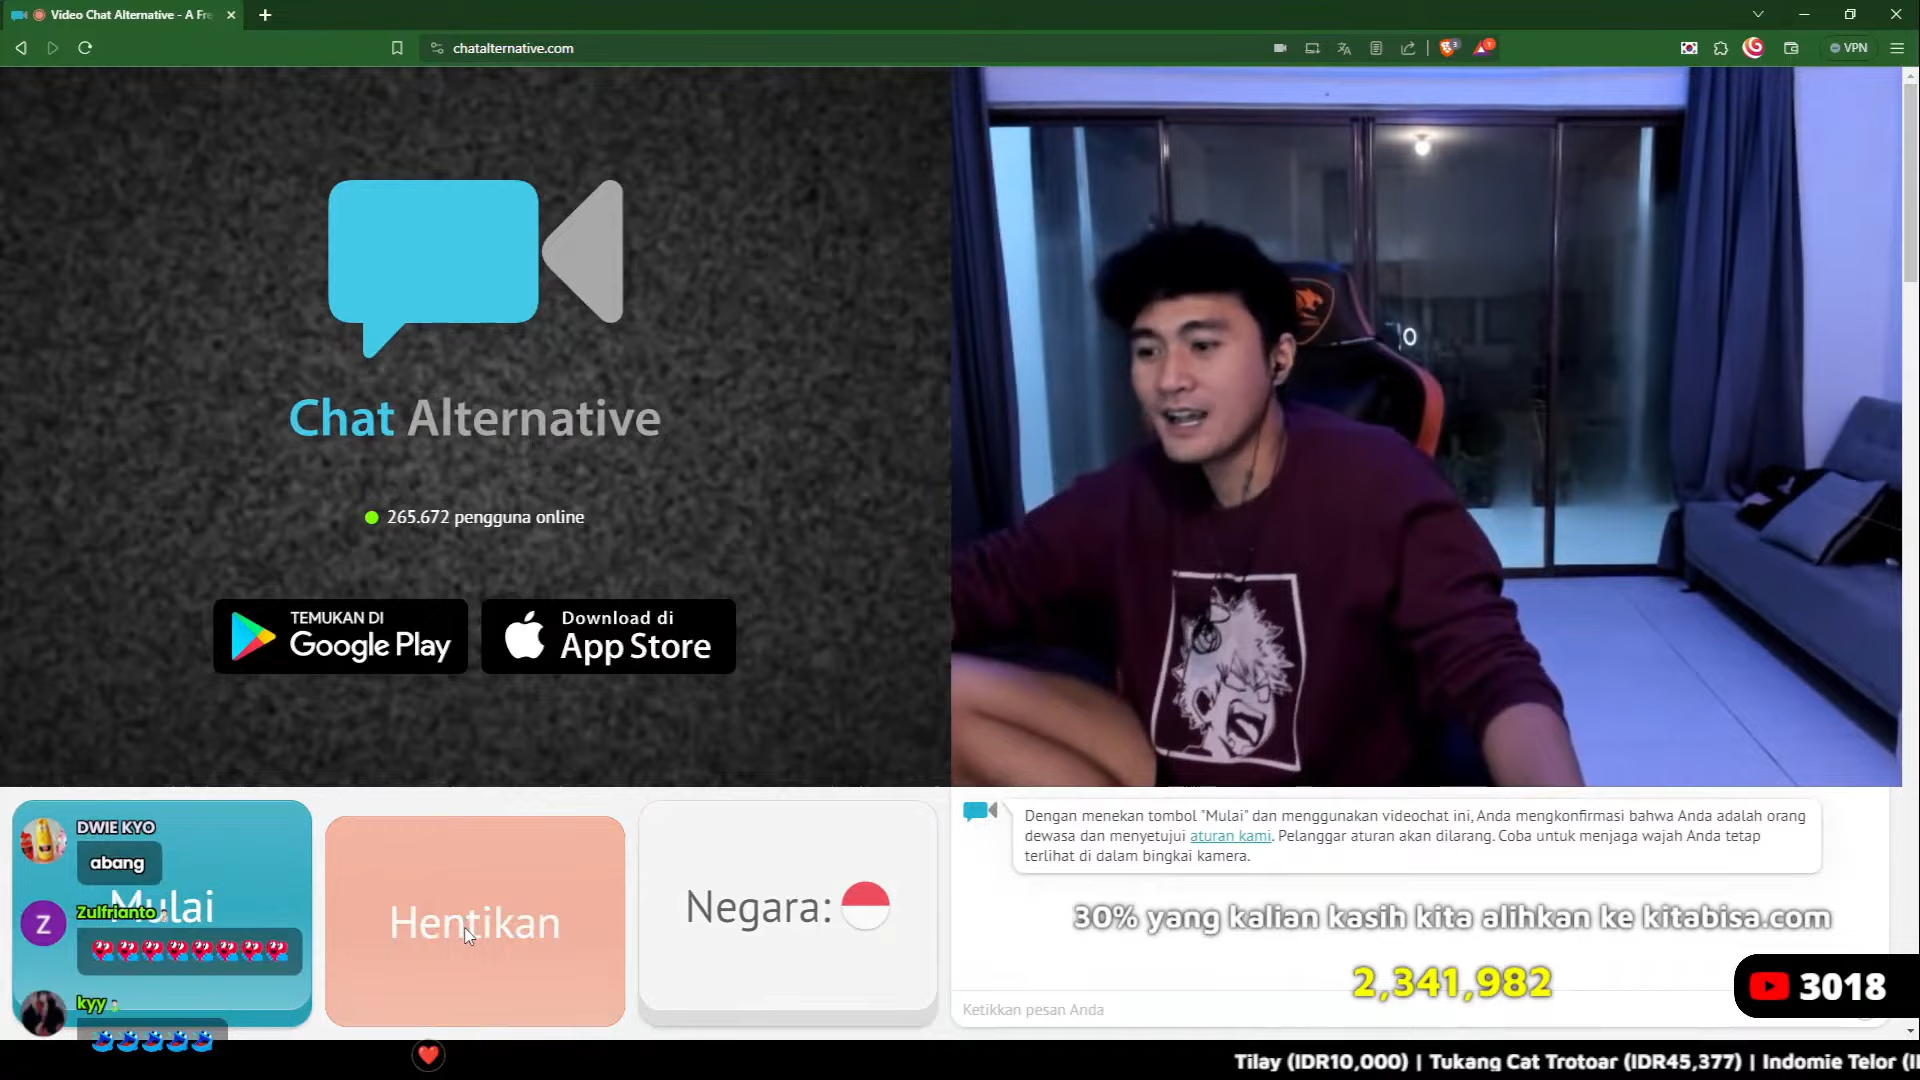 Video Chat Alternative - A Fre
chatalternative.com
VPN
Chat Alternative
265.672 pengguna online
TEMUKAN DI
Google Play
Download di
App Store
DWIE KYO
abang
Mulai
Z
Zulfrianto
kyy
Hentikan
Negara:
Dengan menekan tombol "Mulai" dan menggunakan videochat ini, Anda mengkonfirmasi bahwa Anda adalah orang
dewasa dan menyetujui aturan kami. Pelanggar aturan akan dilarang. Coba untuk menjaga wajah Anda tetap
terlihat di dalam bingkai kamera.
30% yang kalian kasih kita alihkan ke kitabisa.com
2,341,982
3018
Ketikkan pesan Anda
Tilay (IDR10,000) | Tukang Cat Trotoar (IDR45,377) | Indomie Telor (I